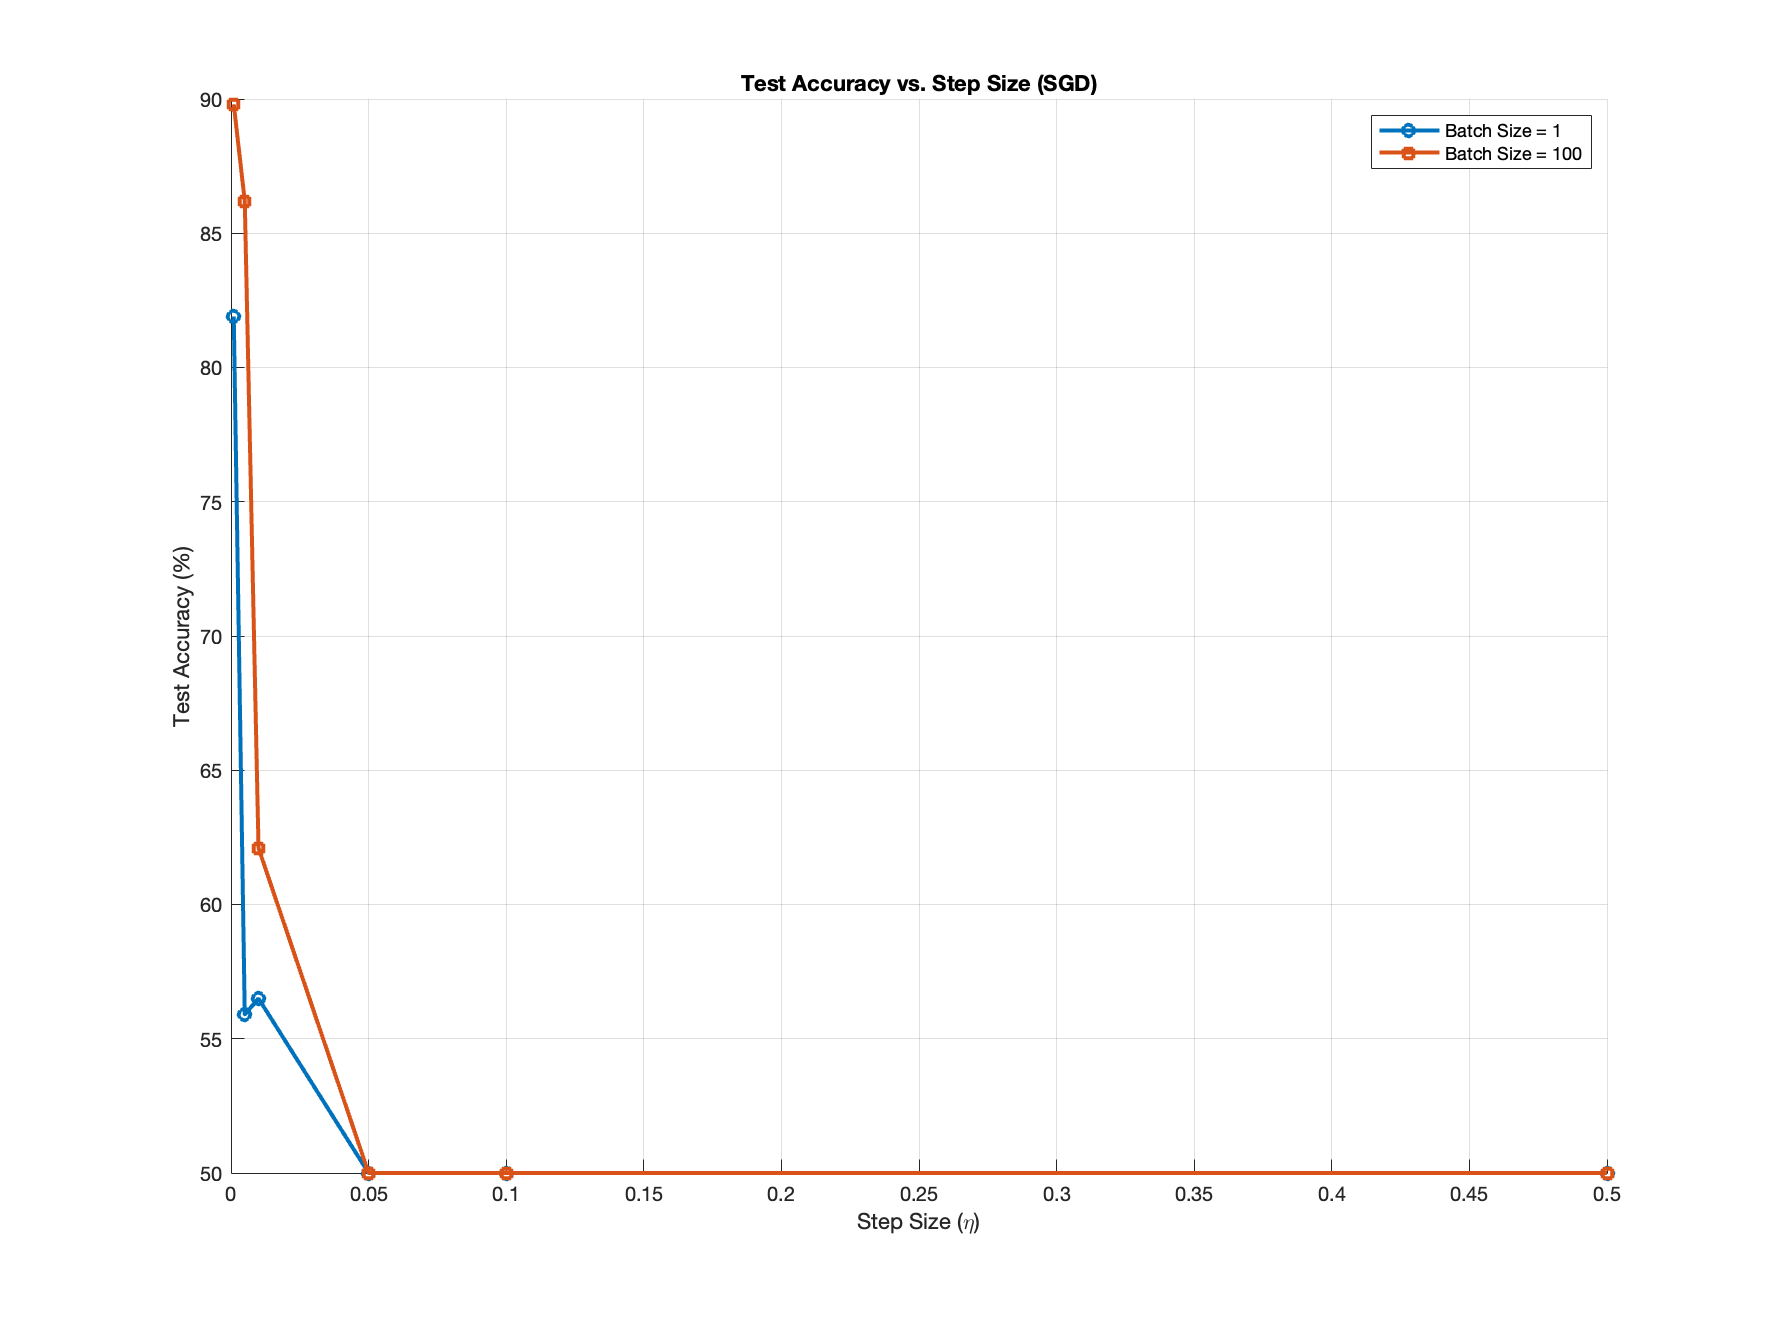 Test Accuracy vs. Step Size (SGD)
Batch Size = 1
Batch Size = 100
90
85
80
75
70
65
60
55
50
Test Accuracy (%)
0 0.05 0.1 0.15 0.2 0.25 0.3 0.35 0.4 0.45 0.5
Step Size (η)